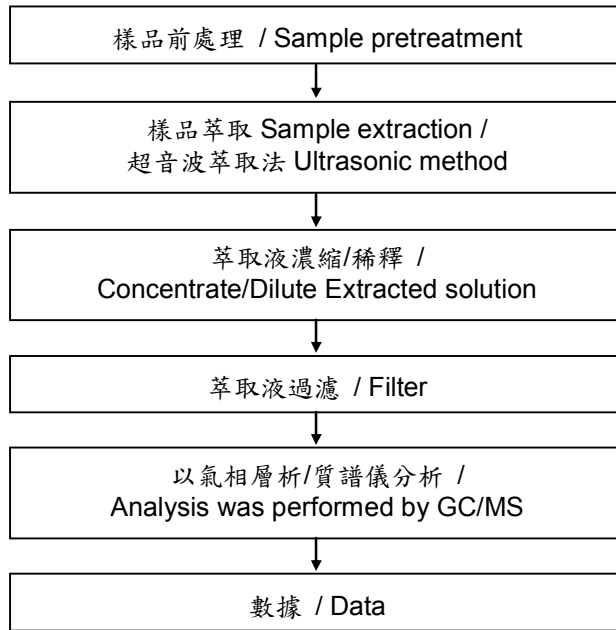 樣品前處理 / Sample pretreatment
樣品萃取 Sample extraction /
超音波萃取法 Ultrasonic method
萃取液濃縮/稀釋 /
Concentrate/Dilute Extracted solution
萃取液過濾 / Filter
以氣相層析/質譜儀分析 /
Analysis was performed by GC/MS
數據 / Data